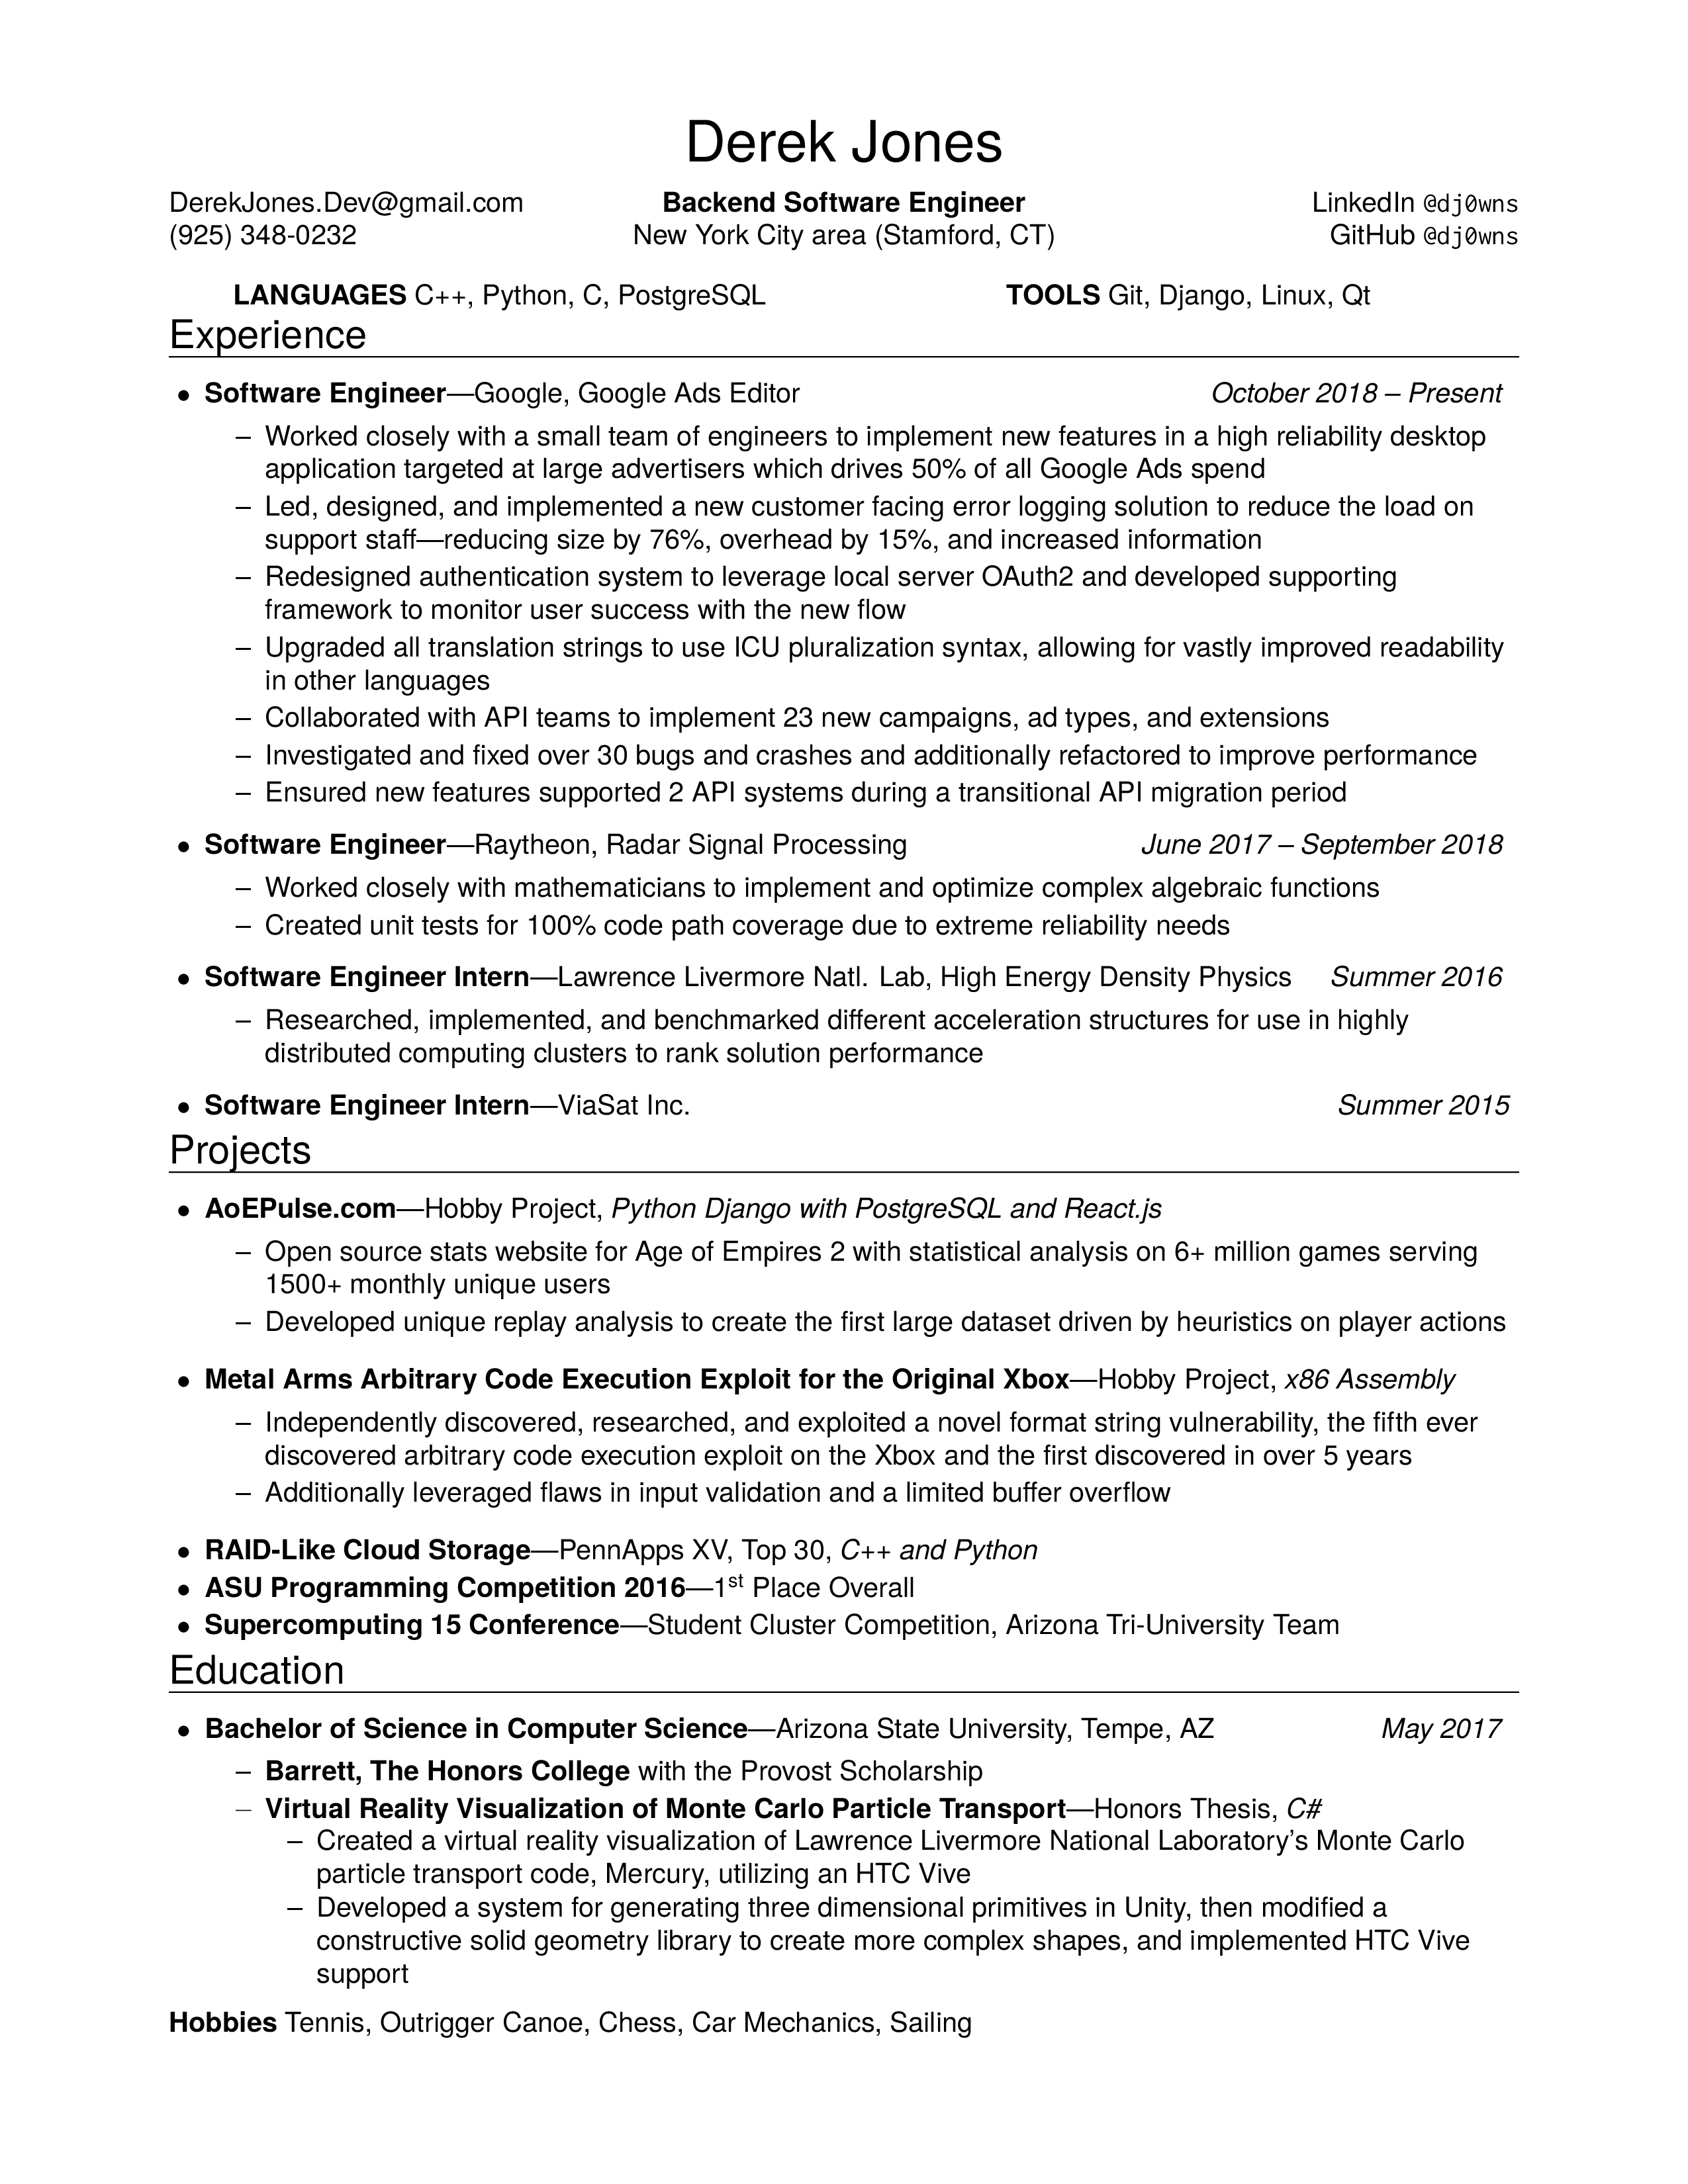 Derek Jones
DerekJones.Dev@gmail.com Backend Software Engineer LinkedIn @dj0wns
(925) 348-0232 New York City area (Stamford, CT) GitHub @dj0wns
LANGUAGES C++, Python, C, PostgreSQL TOOLS Git, Django, Linux, Qt
Experience
• Software Engineer—Google, Google Ads Editor October 2018 – Present
– Worked closely with a small team of engineers to implement new features in a high reliability desktop
application targeted at large advertisers which drives 50% of all Google Ads spend
– Led, designed, and implemented a new customer facing error logging solution to reduce the load on
support staff—reducing size by 76%, overhead by 15%, and increased information
– Redesigned authentication system to leverage local server OAuth2 and developed supporting
framework to monitor user success with the new flow
– Upgraded all translation strings to use ICU pluralization syntax, allowing for vastly improved readability
in other languages
– Collaborated with API teams to implement 23 new campaigns, ad types, and extensions
– Investigated and fixed over 30 bugs and crashes and additionally refactored to improve performance
– Ensured new features supported 2 API systems during a transitional API migration period
• Software Engineer—Raytheon, Radar Signal Processing June 2017 – September 2018
– Worked closely with mathematicians to implement and optimize complex algebraic functions
– Created unit tests for 100% code path coverage due to extreme reliability needs
• Software Engineer Intern—Lawrence Livermore Natl. Lab, High Energy Density Physics Summer 2016
– Researched, implemented, and benchmarked different acceleration structures for use in highly
distributed computing clusters to rank solution performance
• Software Engineer Intern—ViaSat Inc. Summer 2015
Projects
• AoEPulse.com—Hobby Project, Python Django with PostgreSQL and React.js
– Open source stats website for Age of Empires 2 with statistical analysis on 6+ million games serving
1500+ monthly unique users
– Developed unique replay analysis to create the first large dataset driven by heuristics on player actions
• Metal Arms Arbitrary Code Execution Exploit for the Original Xbox—Hobby Project, x86 Assembly
– Independently discovered, researched, and exploited a novel format string vulnerability, the fifth ever
discovered arbitrary code execution exploit on the Xbox and the first discovered in over 5 years
– Additionally leveraged flaws in input validation and a limited buffer overflow
• RAID-Like Cloud Storage—PennApps XV, Top 30, C++ and Python
• ASU Programming Competition 2016—1st Place Overall
• Supercomputing 15 Conference—Student Cluster Competition, Arizona Tri-University Team
Education
• Bachelor of Science in Computer Science—Arizona State University, Tempe, AZ May 2017
– Barrett, The Honors College with the Provost Scholarship
– Virtual Reality Visualization of Monte Carlo Particle Transport—Honors Thesis, C#
– Created a virtual reality visualization of Lawrence Livermore National Laboratory's Monte Carlo
particle transport code, Mercury, utilizing an HTC Vive
– Developed a system for generating three dimensional primitives in Unity, then modified a
constructive solid geometry library to create more complex shapes, and implemented HTC Vive
support
Hobbies Tennis, Outrigger Canoe, Chess, Car Mechanics, Sailing